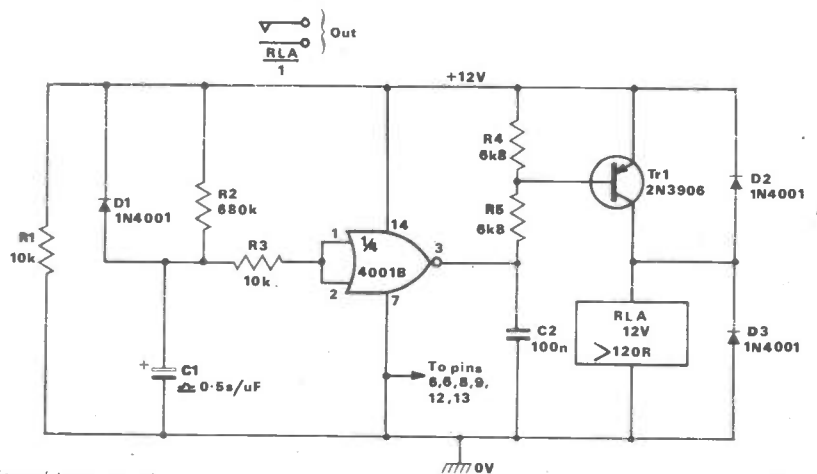 Out
RLA
1
+12V
R4
6k8
Tr1
2N3906
D1
1N4001
R2
680k
D2
1N4001
R5
6k8
R1
10k
R3
10k
1
2
14
¼
4001B
3
7
C2
100n
RLA
12V
>120R
D3
1N4001
+
C1
≏ 0·5s/uF
To pins
6,6,8,9,
12,13
0V